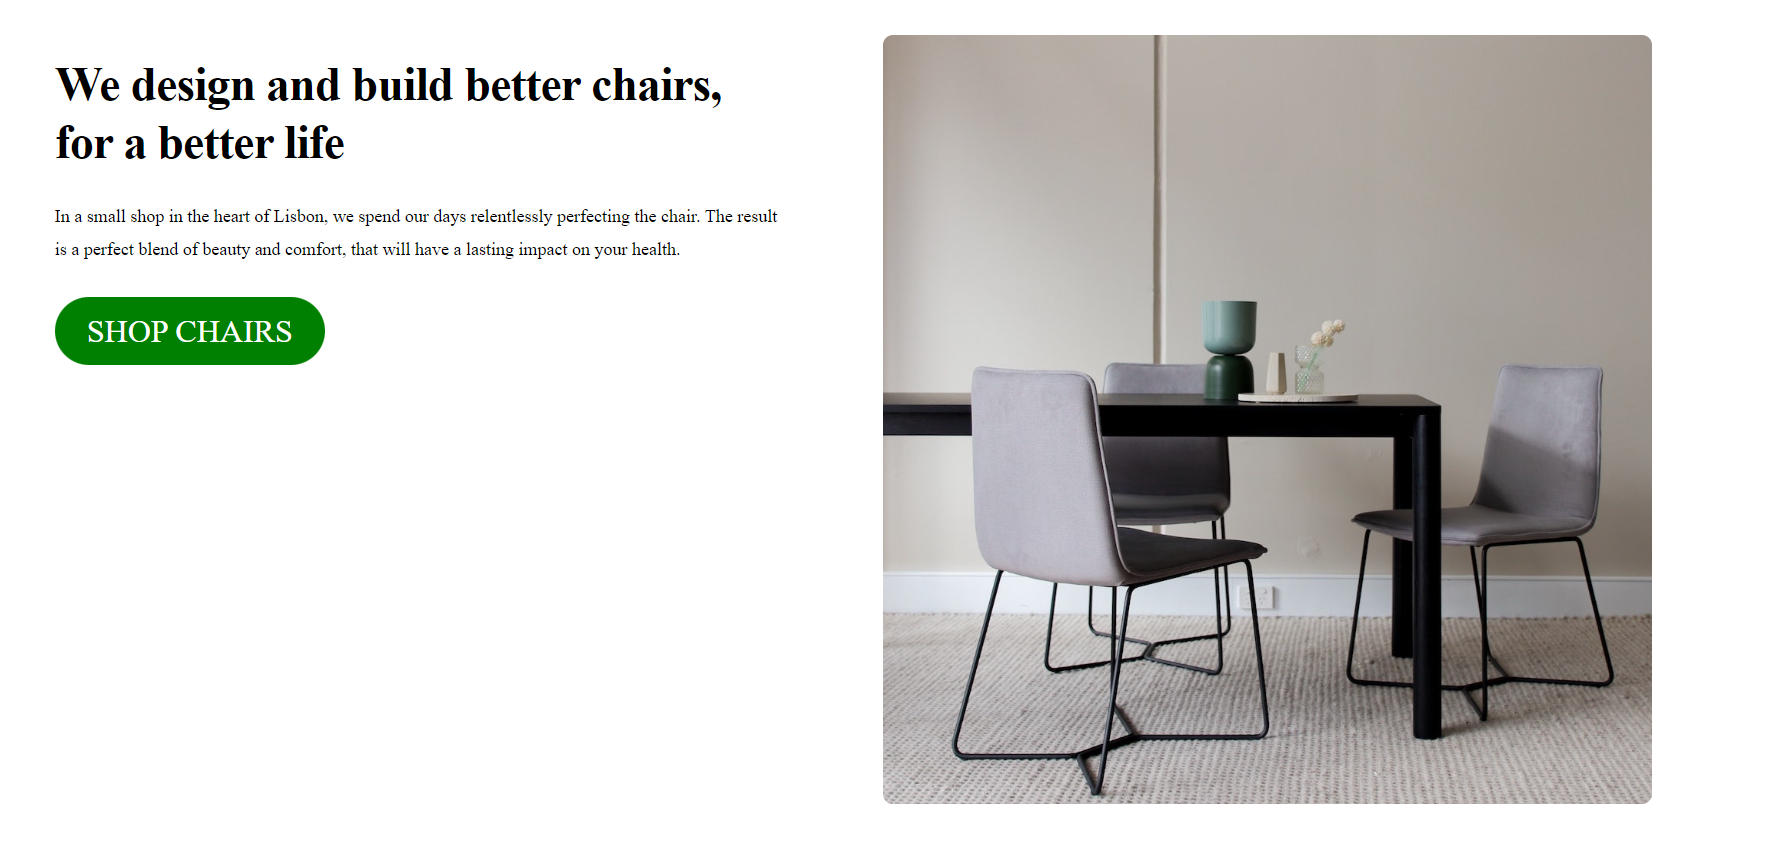 We design and build better chairs,
for a better life
In a small shop in the heart of Lisbon, we spend our days relentlessly perfecting the chair. The result
is a perfect blend of beauty and comfort, that will have a lasting impact on your health.
SHOP CHAIRS